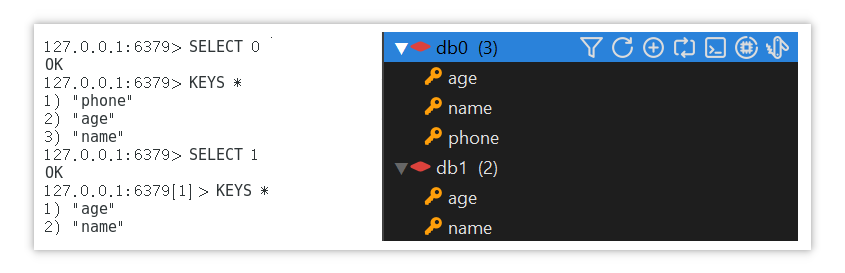 127.0.0.1:6379> SELECT 0
OK
127.0.0.1:6379> KEYS *
1) "phone"
2) "age"
3) "name"
127.0.0.1:6379> SELECT 1
OK
127.0.0.1:6379[1]> KEYS *
1) "age"
2) "name"
db0 (3)
age
name
phone
db1 (2)
age
name